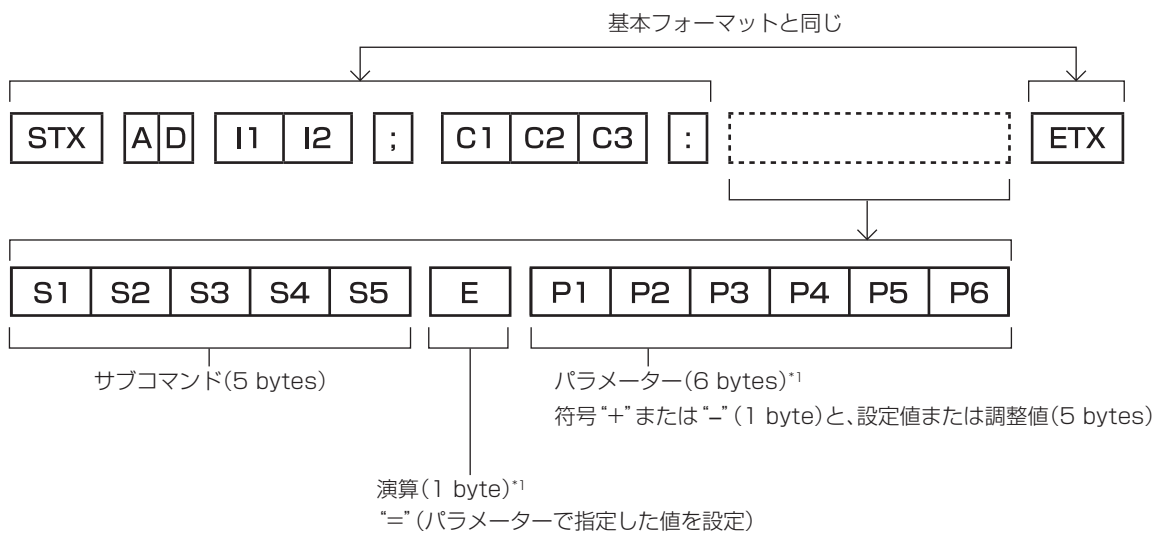 基本フォーマットと同じ
STX A D I1 I2 ; C1 C2 C3 : ETX
S1 S2 S3 S4 S5 E P1 P2 P3 P4 P5 P6
サブコマンド(5 bytes)
パラメーター(6 bytes)*1
符号“+”または“–”(1 byte)と、設定値または調整値(5 bytes)
演算(1 byte)*1
“=”(パラメーターで指定した値を設定)